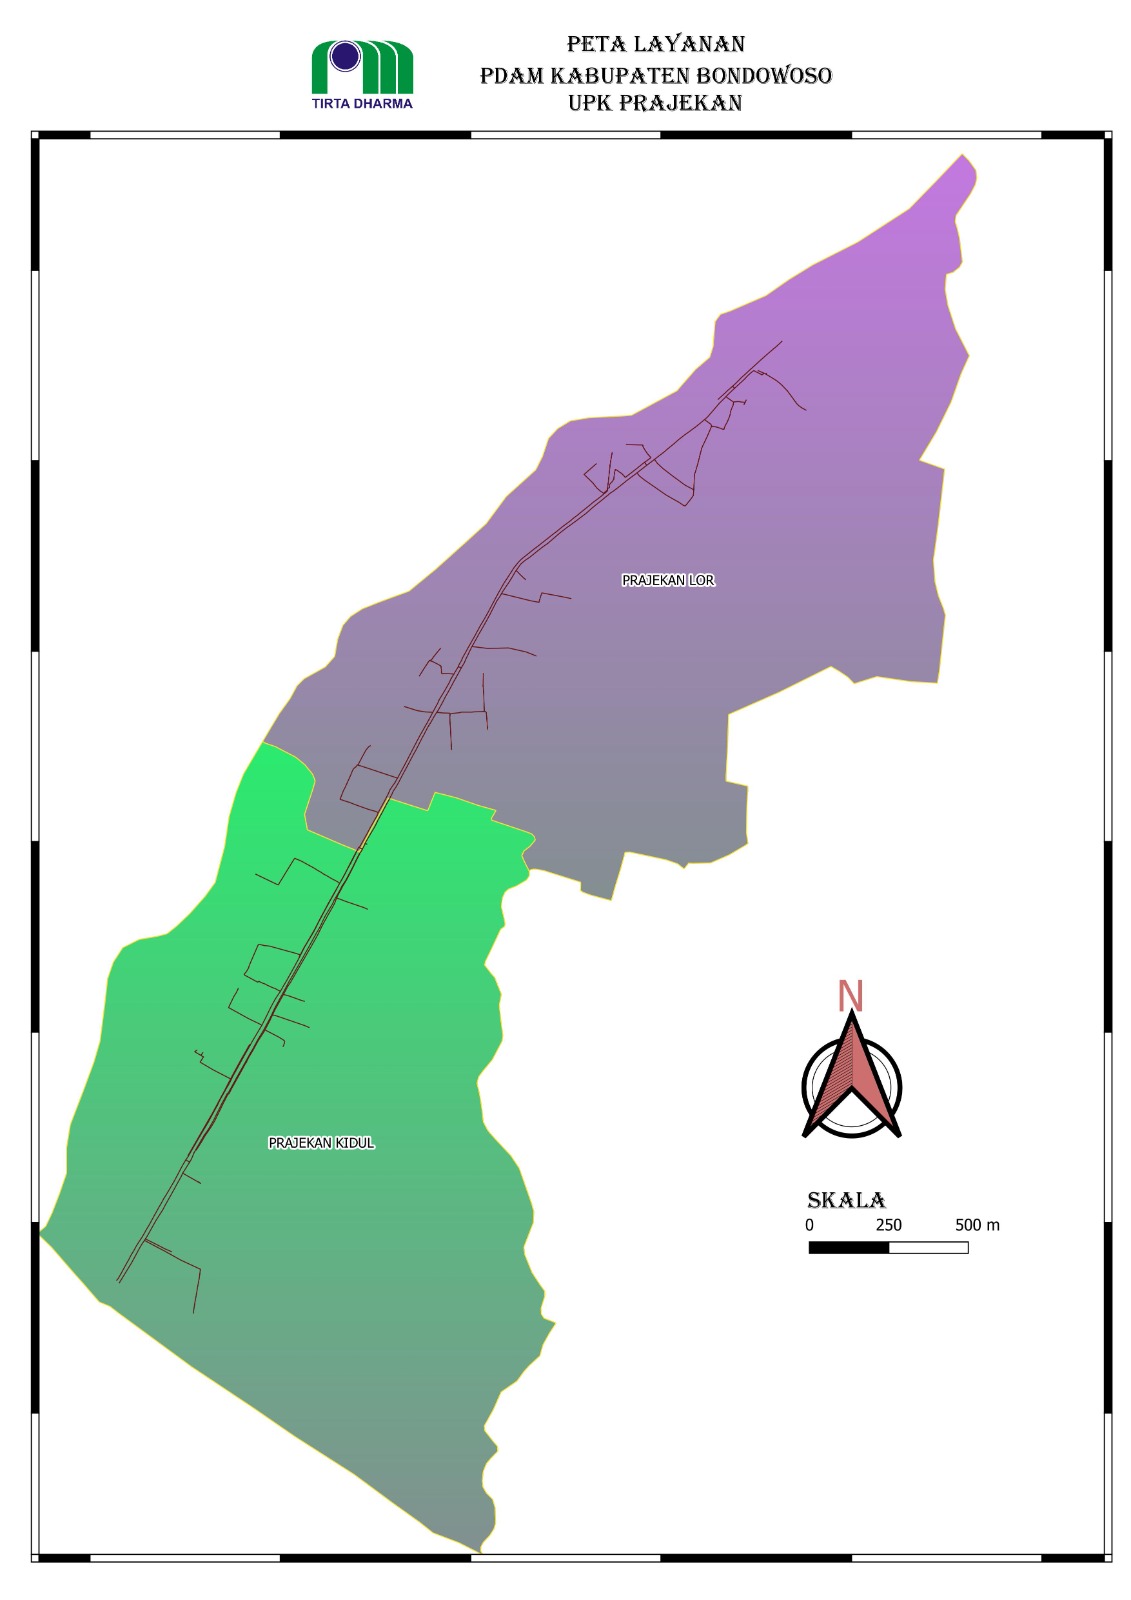 PETA LAYANAN
PDAM KABUPATEN BONDOWOSO
UPK PRAJEKAN
TIRTA DHARMA
PRAJEKAN LOR
N
PRAJEKAN KIDUL
SKALA
0 250 500 m